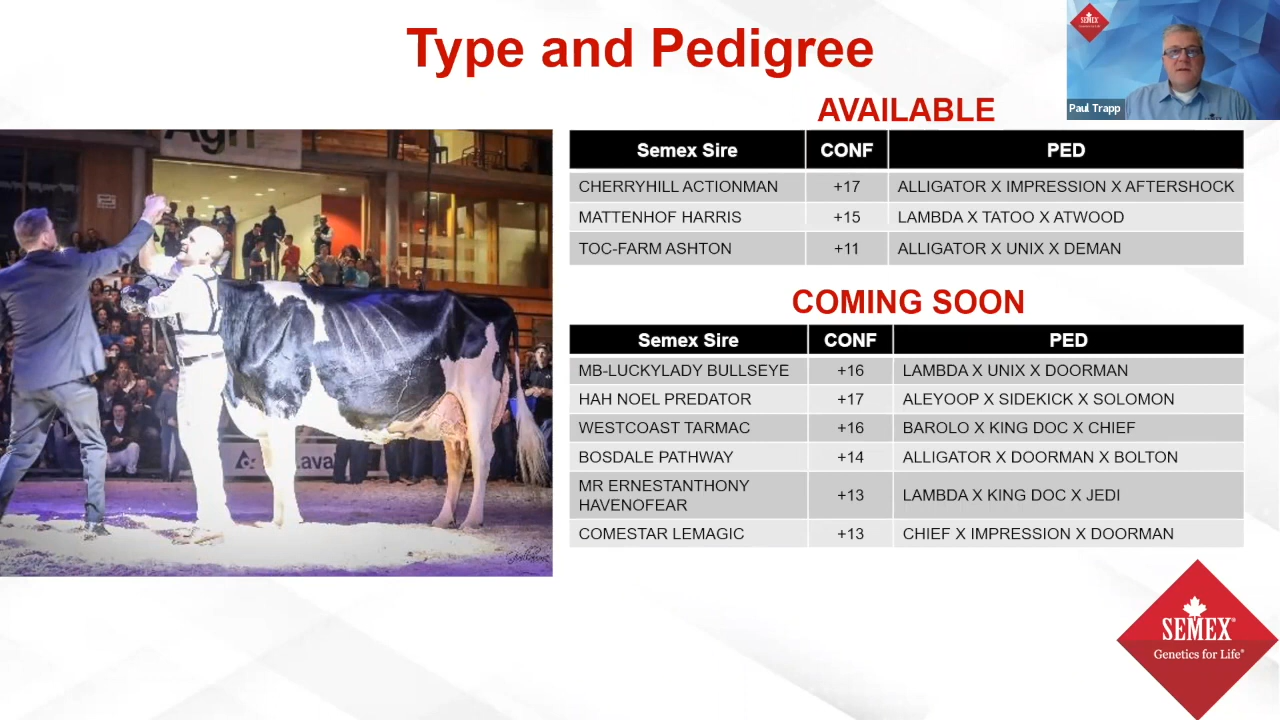 Type and Pedigree
SEMEX
Paul Trapp
AVAILABLE
Semex Sire CONF PED
CHERRYHILL ACTIONMAN +17 ALLIGATOR X IMPRESSION X AFTERSHOCK
MATTENHOF HARRIS +15 LAMBDA X TATOO X ATWOOD
TOC-FARM ASHTON +11 ALLIGATOR X UNIX X DEMAN
COMING SOON
Semex Sire CONF PED
MB-LUCKYLADY BULLSEYE +16 LAMBDA X UNIX X DOORMAN
HAH NOEL PREDATOR +17 ALEYOOP X SIDEKICK X SOLOMON
WESTCOAST TARMAC +16 BAROLO X KING DOC X CHIEF
BOSDALE PATHWAY +14 ALLIGATOR X DOORMAN X BOLTON
MR ERNESTANTHONY
HAVENOFEAR +13 LAMBDA X KING DOC X JEDI
COMESTAR LEMAGIC +13 CHIEF X IMPRESSION X DOORMAN
Agri
aval
SEMEX®
Genetics for Life®